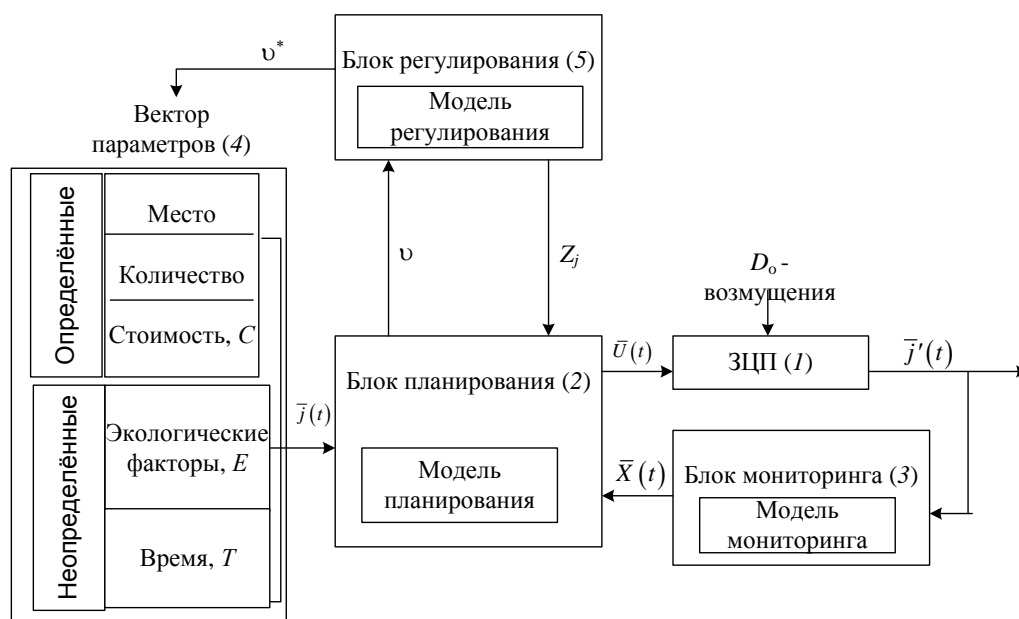 υ*
Блок регулирования (5)
Модель
регулирования
Вектор
параметров (4)
Определённые
Место
Количество
Стоимость, C
Неопределённые
Экологические
факторы, E
Время, T
υ
Z_j
j̅(t)
Блок планирования (2)
Модель
планирования
U̅(t)
D_о -
возмущения
ЗЦП (1)
j̅′(t)
X̅(t)
Блок мониторинга (3)
Модель
мониторинга